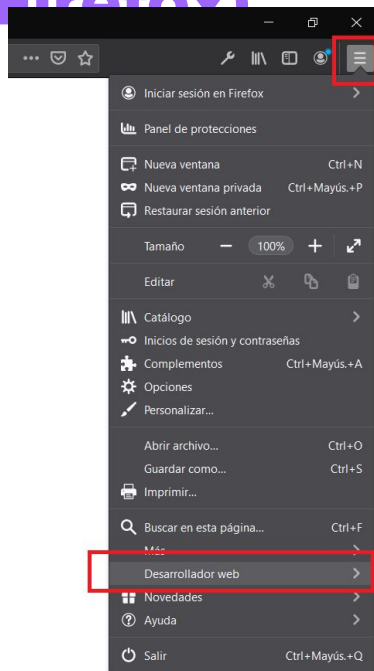 Firefox)
Iniciar sesión en Firefox
Panel de protecciones
Nueva ventana Ctrl+N
Nueva ventana privada Ctrl+Mayús.+P
Restaurar sesión anterior
Tamaño 100%
Editar
Catálogo
Inicios de sesión y contraseñas
Complementos Ctrl+Mayús.+A
Opciones
Personalizar...
Abrir archivo... Ctrl+O
Guardar como... Ctrl+S
Imprimir...
Buscar en esta página... Ctrl+F
Más
Desarrollador web
Novedades
Ayuda
Salir Ctrl+Mayús.+Q